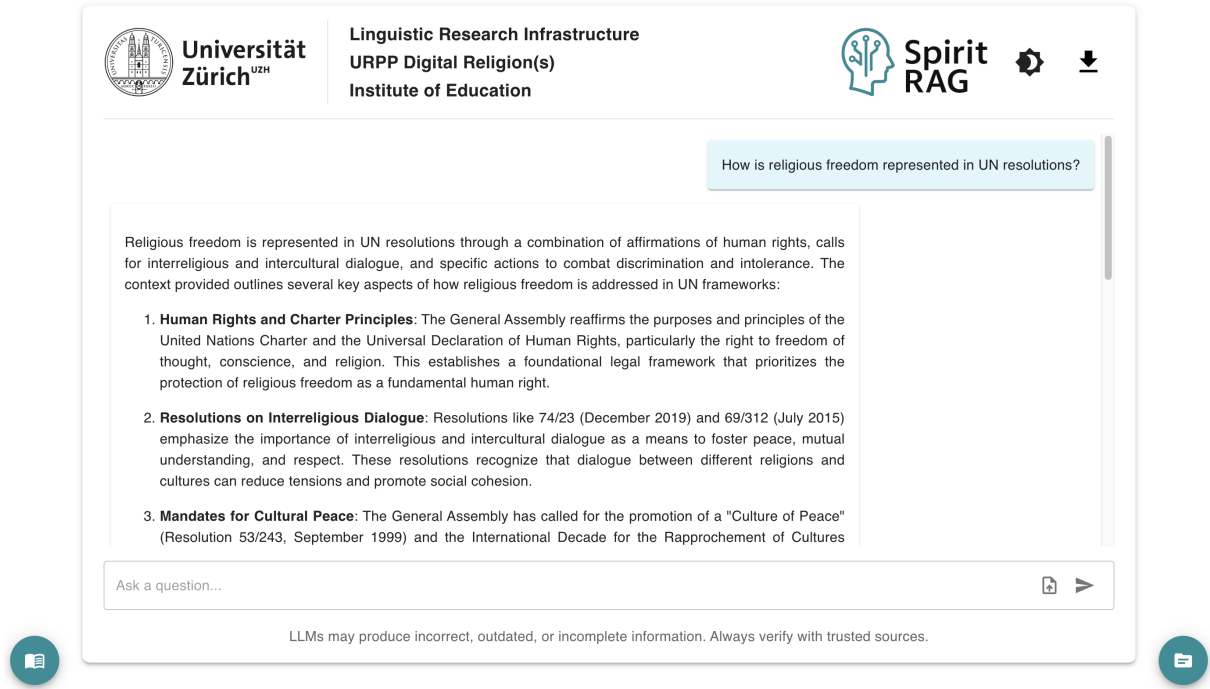 Universität
Zürich UZH
Linguistic Research Infrastructure
URPP Digital Religion(s)
Institute of Education
Spirit
RAG
How is religious freedom represented in UN resolutions?
Religious freedom is represented in UN resolutions through a combination of affirmations of human rights, calls
for interreligious and intercultural dialogue, and specific actions to combat discrimination and intolerance. The
context provided outlines several key aspects of how religious freedom is addressed in UN frameworks:
1. Human Rights and Charter Principles: The General Assembly reaffirms the purposes and principles of the
United Nations Charter and the Universal Declaration of Human Rights, particularly the right to freedom of
thought, conscience, and religion. This establishes a foundational legal framework that prioritizes the
protection of religious freedom as a fundamental human right.
2. Resolutions on Interreligious Dialogue: Resolutions like 74/23 (December 2019) and 69/312 (July 2015)
emphasize the importance of interreligious and intercultural dialogue as a means to foster peace, mutual
understanding, and respect. These resolutions recognize that dialogue between different religions and
cultures can reduce tensions and promote social cohesion.
3. Mandates for Cultural Peace: The General Assembly has called for the promotion of a "Culture of Peace"
(Resolution 53/243, September 1999) and the International Decade for the Rapprochement of Cultures
Ask a question...
LLMs may produce incorrect, outdated, or incomplete information. Always verify with trusted sources.